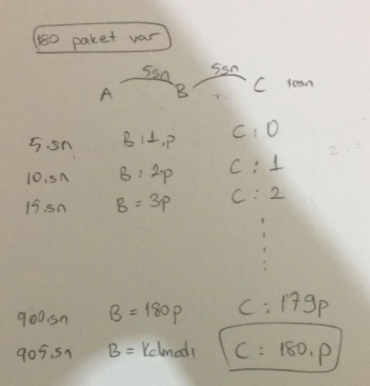 180 paket var
5sn 5sn
A B C 10sn
5.sn B:1.p C:0
10.sn B:2p C:1
15.sn B=3p C:2
900.sn B=180p C:179p
905.sn B=Kalmadı C=180.p